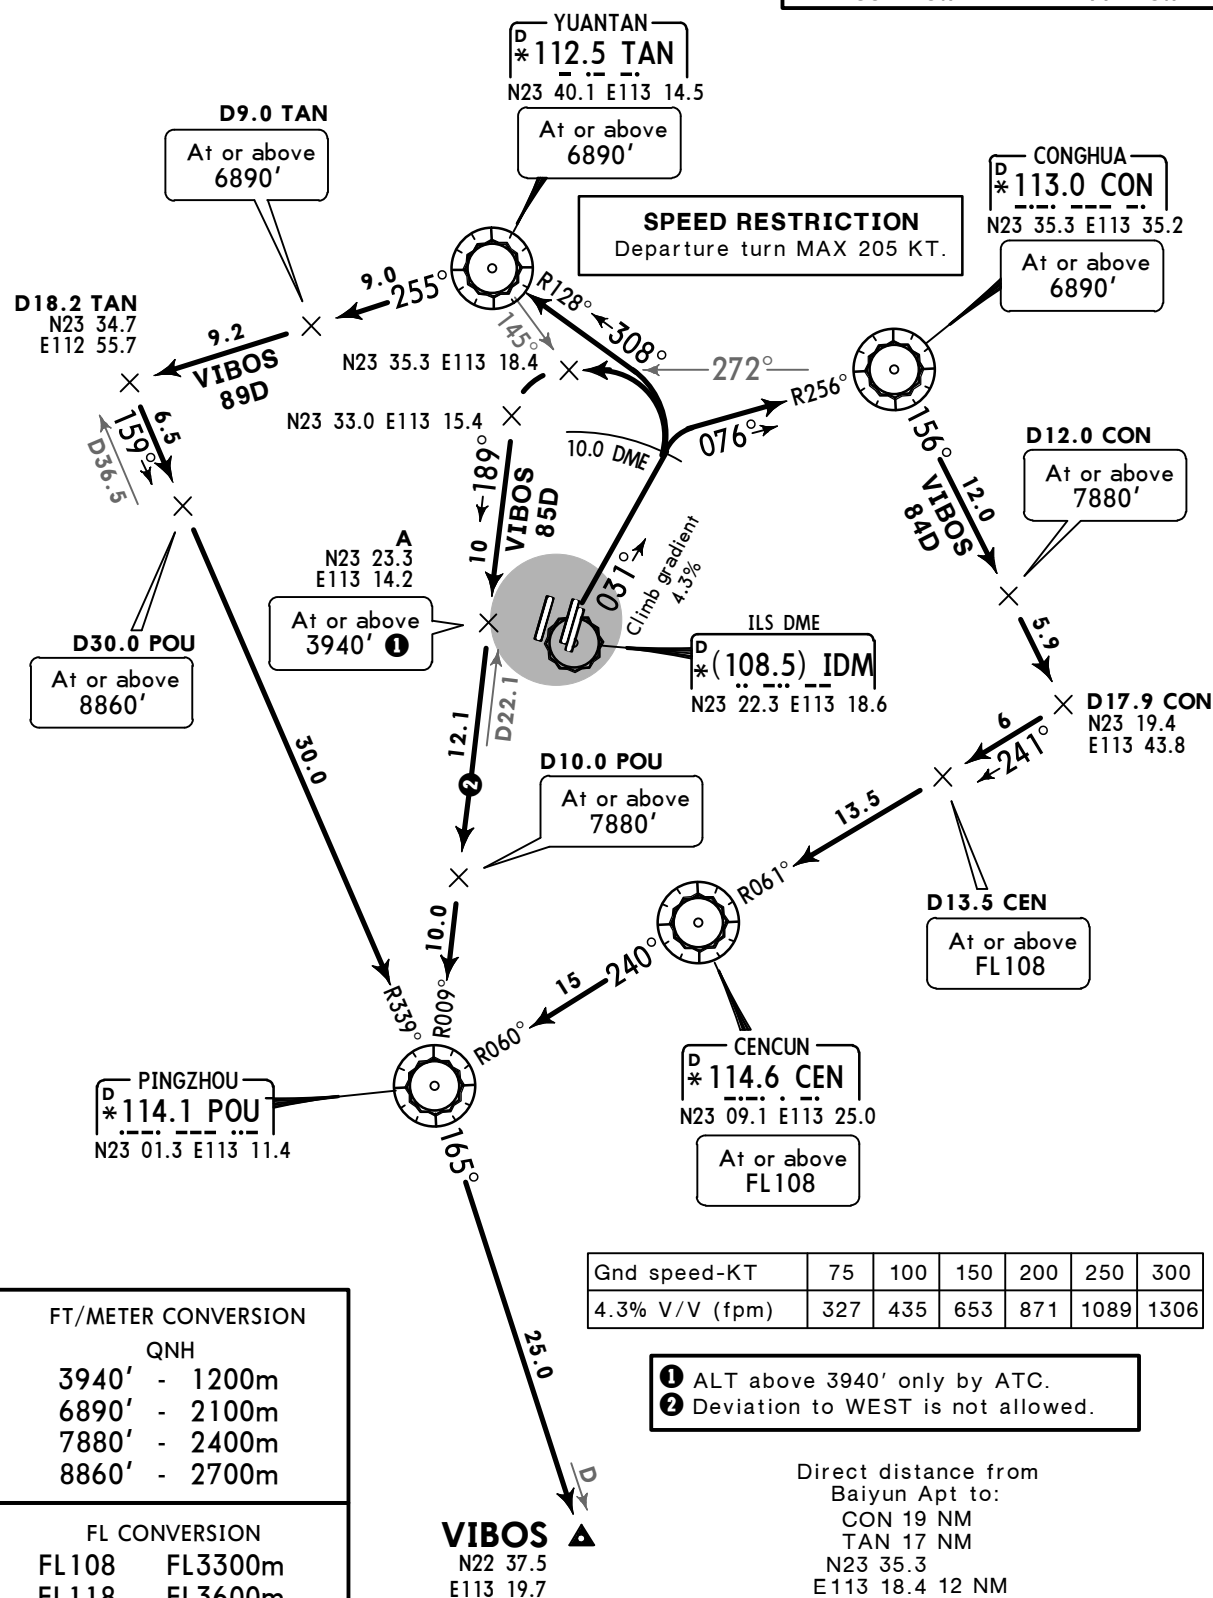 YUANTAN
D
*112.5 TAN
N23 40.1 E113 14.5
At or above
6890'
D9.0 TAN
At or above
6890'
CONGHUA
D
*113.0 CON
N23 35.3 E113 35.2
At or above
6890'
SPEED RESTRICTION
Departure turn MAX 205 KT.
D18.2 TAN
N23 34.7
E112 55.7
9.0
255°
9.2
VIBOS
89D
R128°
308°
145°
N23 35.3 E113 18.4
272°
R256°
076°
N23 33.0 E113 15.4
10.0 DME
6.5
159°
D36.5
189°
10
VIBOS
85D
156°
12.0
VIBOS
84D
D12.0 CON
At or above
7880'
A
N23 23.3
E113 14.2
At or above
3940' 1
031°
Climb gradient
4.3%
ILS DME
D
*(108.5) IDM
N23 22.3 E113 18.6
D30.0 POU
At or above
8860'
5.9
D17.9 CON
N23 19.4
E113 43.8
6
241°
12.1
D22.1
2
30.0
D10.0 POU
At or above
7880'
13.5
R061°
D13.5 CEN
At or above
FL108
10.0
R009°
R339°
240°
15
R060°
CENCUN
D
*114.6 CEN
N23 09.1 E113 25.0
At or above
FL108
PINGZHOU
D
*114.1 POU
N23 01.3 E113 11.4
165°
25.0
D
Gnd speed-KT 75 100 150 200 250 300
4.3% V/V (fpm) 327 435 653 871 1089 1306
1 ALT above 3940' only by ATC.
2 Deviation to WEST is not allowed.
FT/METER CONVERSION
QNH
3940' - 1200m
6890' - 2100m
7880' - 2400m
8860' - 2700m
FL CONVERSION
FL108 FL3300m
FL118 FL3600m
VIBOS
N22 37.5
E113 19.7
Direct distance from
Baiyun Apt to:
CON 19 NM
TAN 17 NM
N23 35.3
E113 18.4 12 NM